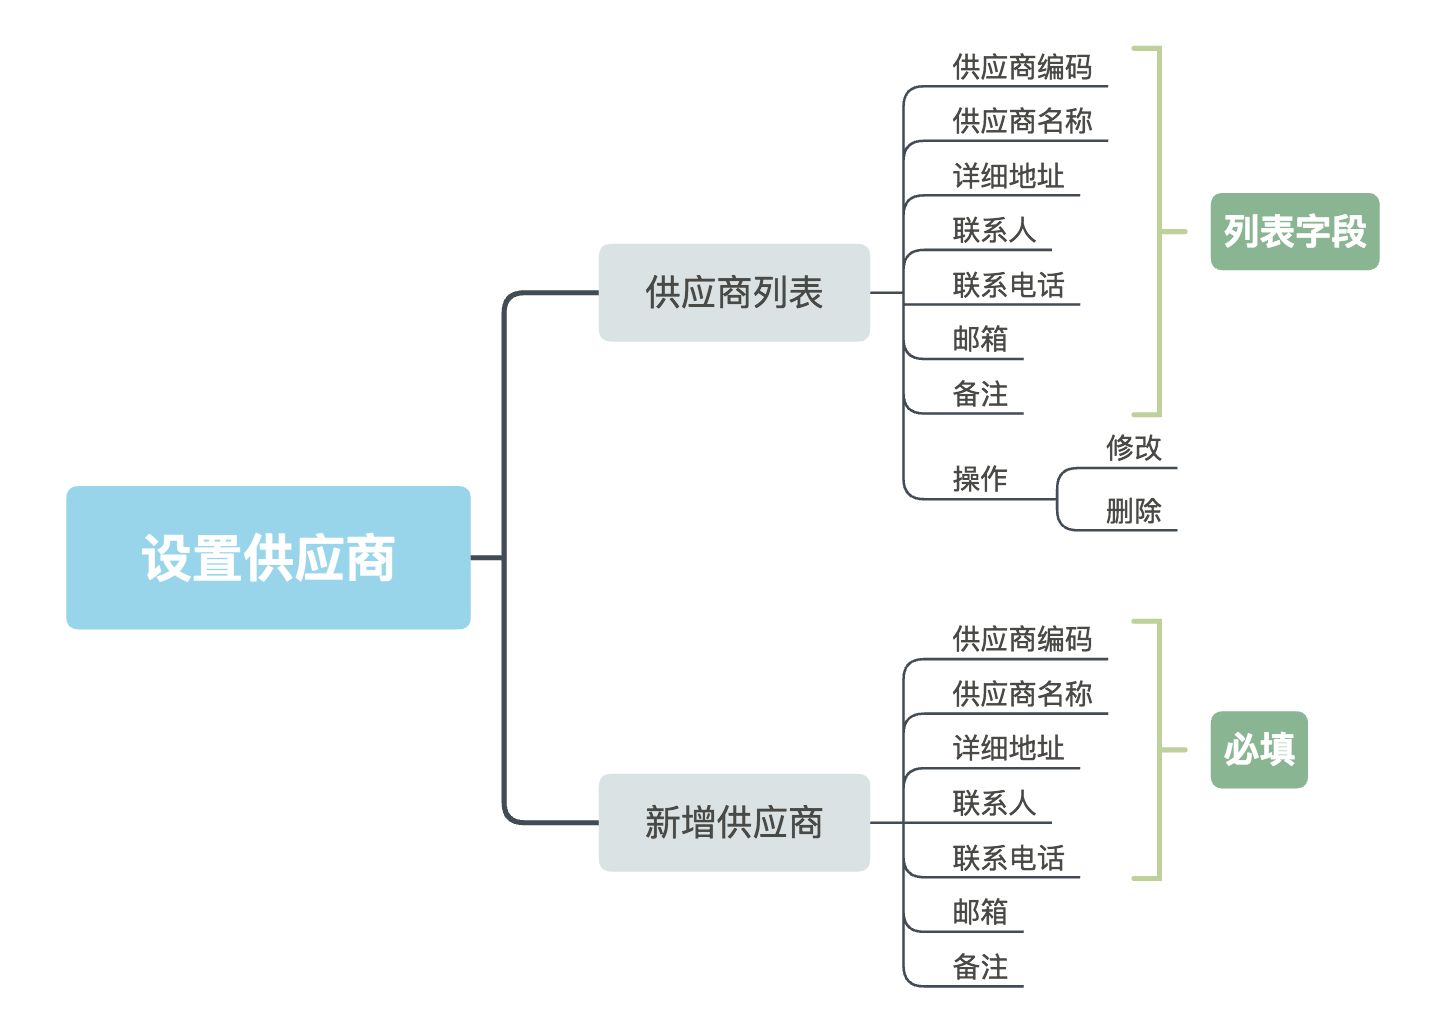 设置供应商
供应商列表
供应商编码
供应商名称
详细地址
联系人
联系电话
邮箱
备注
列表字段
操作
修改
删除
新增供应商
供应商编码
供应商名称
详细地址
联系人
联系电话
邮箱
备注
必填